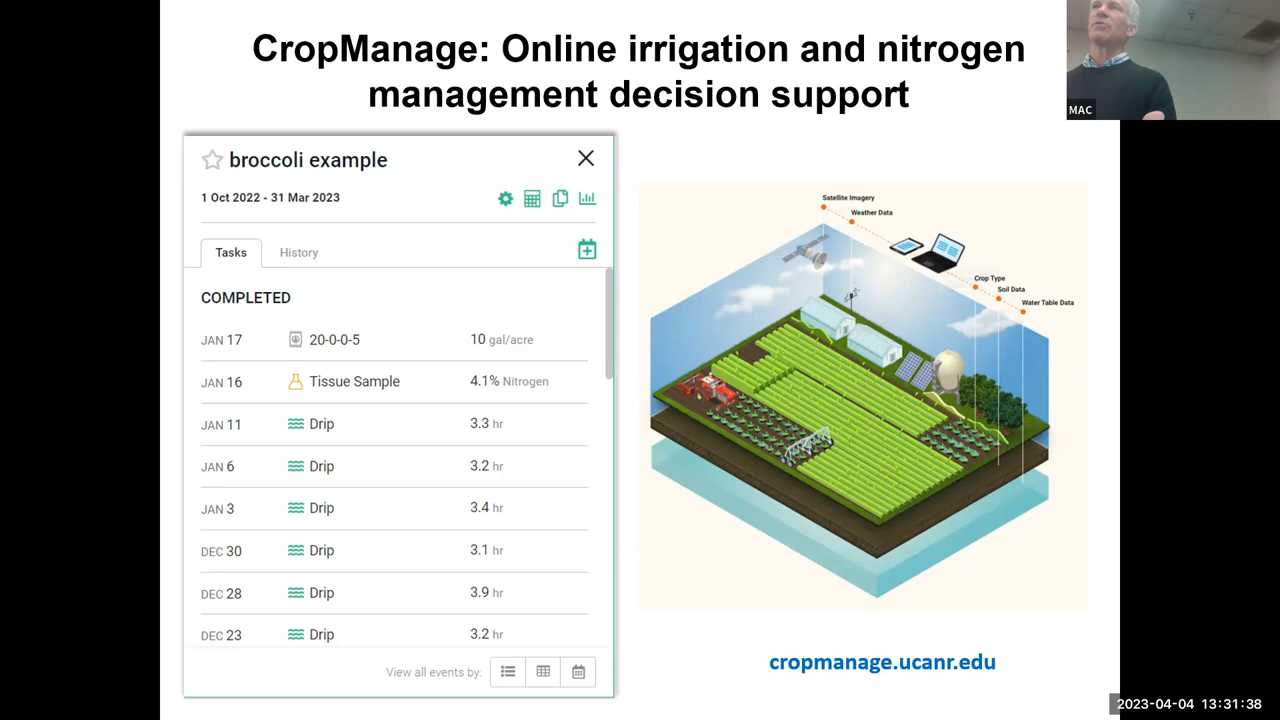 CropManage: Online irrigation and nitrogen
management decision support
MAC
broccoli example
1 Oct 2022 - 31 Mar 2023
Tasks History
COMPLETED
JAN 17 20-0-0-5 10 gal/acre
JAN 16 Tissue Sample 4.1% Nitrogen
JAN 11 Drip 3.3 hr
JAN 6 Drip 3.2 hr
JAN 3 Drip 3.4 hr
DEC 30 Drip 3.1 hr
DEC 28 Drip 3.9 hr
DEC 23 Drip 3.2 hr
View all events by:
Satellite Imagery
Weather Data
Crop Type
Soil Data
Water Table Data
cropmanage.ucanr.edu
2023-04-04 13:31:38